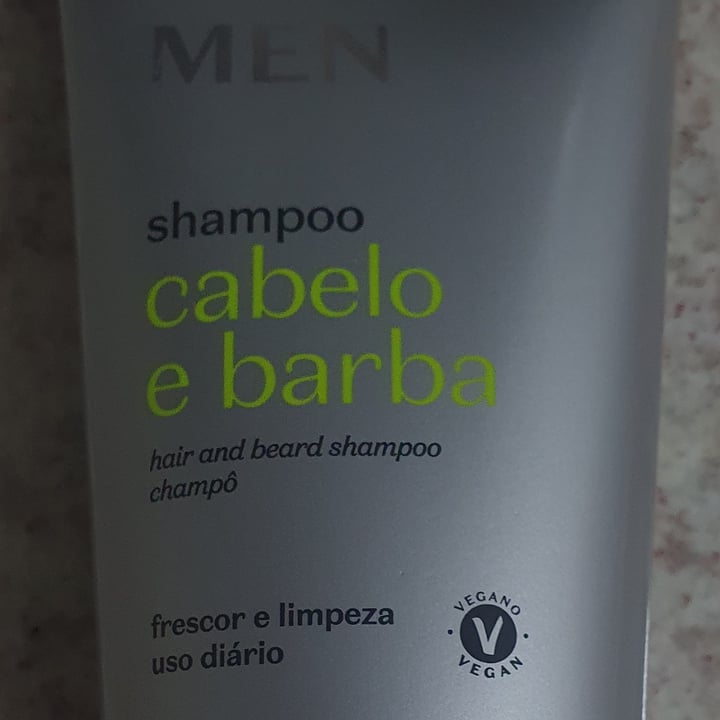 MEN
shampoo
cabelo
e barba
hair and beard shampoo
champô
frescor e limpeza
uso diário
VEGANO
V
VEGAN